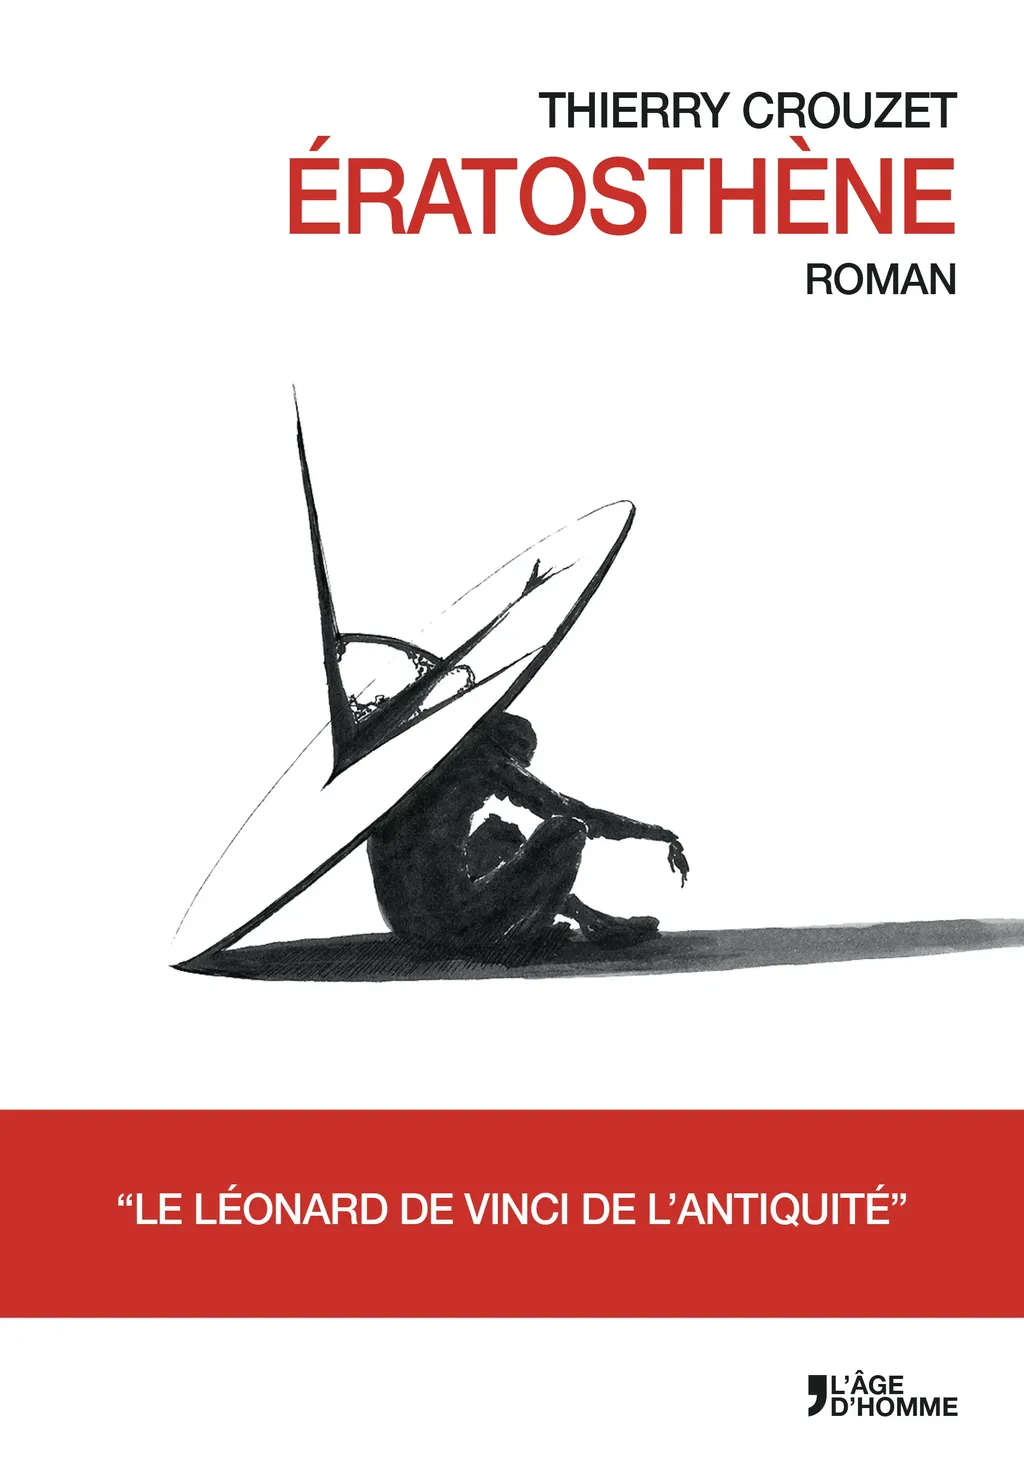 THIERRY CROUZET
ÉRATOSTHÈNE
ROMAN
“LE LÉONARD DE VINCI DE L’ANTIQUITÉ”
L’ÂGE
D’HOMME